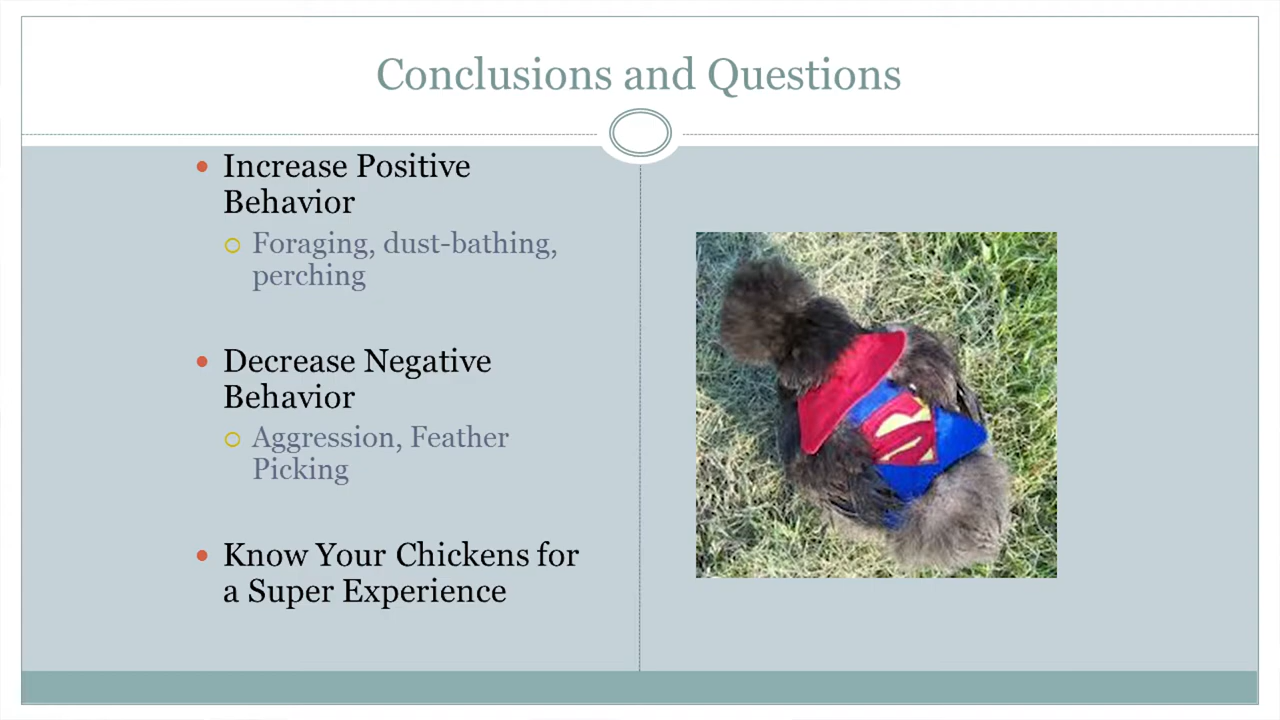 Conclusions and Questions
Increase Positive
Behavior
Foraging, dust-bathing,
perching
Decrease Negative
Behavior
Aggression, Feather
Picking
Know Your Chickens for
a Super Experience